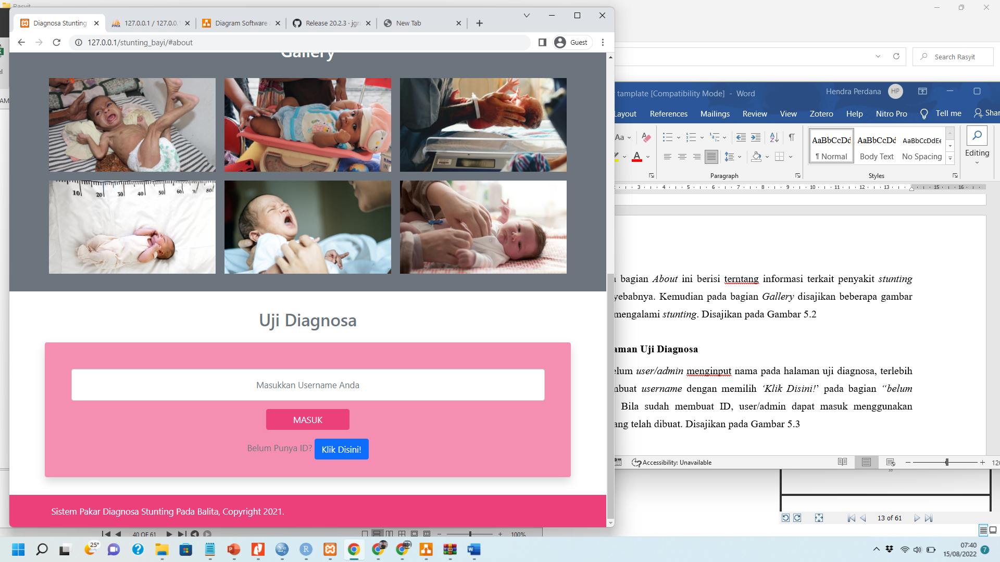 Rasyit
Diagnosa Stunting
127.0.0.1 / 127.0.0.1
Diagram Software
Release 20.2.3 · jgra
New Tab
127.0.0.1/stunting_bayi/#about
Guest
Search Rasyit
Gallery
10 20 30 40 50 60 % 80
tamplate [Compatibility Mode] - Word
Hendra Perdana
HP
Layout
References
Mailings
Review
View
Zotero
Help
Nitro Pro
Tell me
Shar
AaBbCcDd
AaBbCcDd
AaBbCcDdEe
¶ Normal
Body Text
No Spacing
Editing
Paragraph
Styles
3 4 5 6 7 8 9 10 11 12 13 15 16
bagian About ini berisi terntang informasi terkait penyakit stunting
yebabnya. Kemudian pada bagian Gallery disajikan beberapa gambar
mengalami stunting. Disajikan pada Gambar 5.2
aman Uji Diagnosa
elum user/admin menginput nama pada halaman uji diagnosa, terlebih
nbuat username dengan memilih ‘Klik Disini!’ pada bagian “belum
Bila sudah membuat ID, user/admin dapat masuk menggunakan
ang telah dibuat. Disajikan pada Gambar 5.3
Accessibility: Unavailable
120
13 of 61
Uji Diagnosa
Masukkan Username Anda
MASUK
Belum Punya ID? Klik Disini!
Sistem Pakar Diagnosa Stunting Pada Balita, Copyright 2021.
40 OF 61
100%
25°
07:40
15/08/2022
7